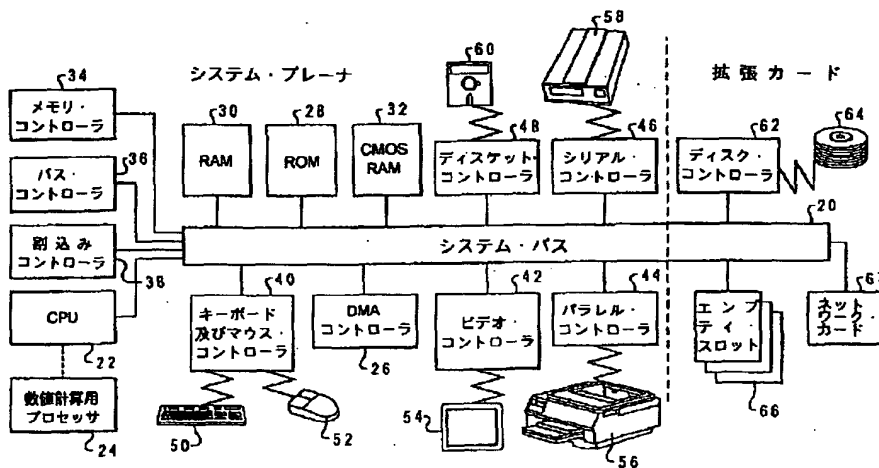 58
60
システム・プレーナ
拡張カード
34
メモリ・
コントローラ
30
RAM
28
ROM
32
CMOS
RAM
48
ディスケット・
コントローラ
46
シリアル・
コントローラ
62
ディスク・
コントローラ
64
36
バス・
コントローラ
20
システム・バス
割込み
コントローラ
38
40
キーボード
及びマウス・
コントローラ
DMA
コントローラ
26
42
ビデオ・
コントローラ
44
パラレル・
コントローラ
エンプ
ティ・
スロット
66
ネット
ワーク・
カード
CPU
22
数値計算用
プロセッサ
24
50
52
54
56